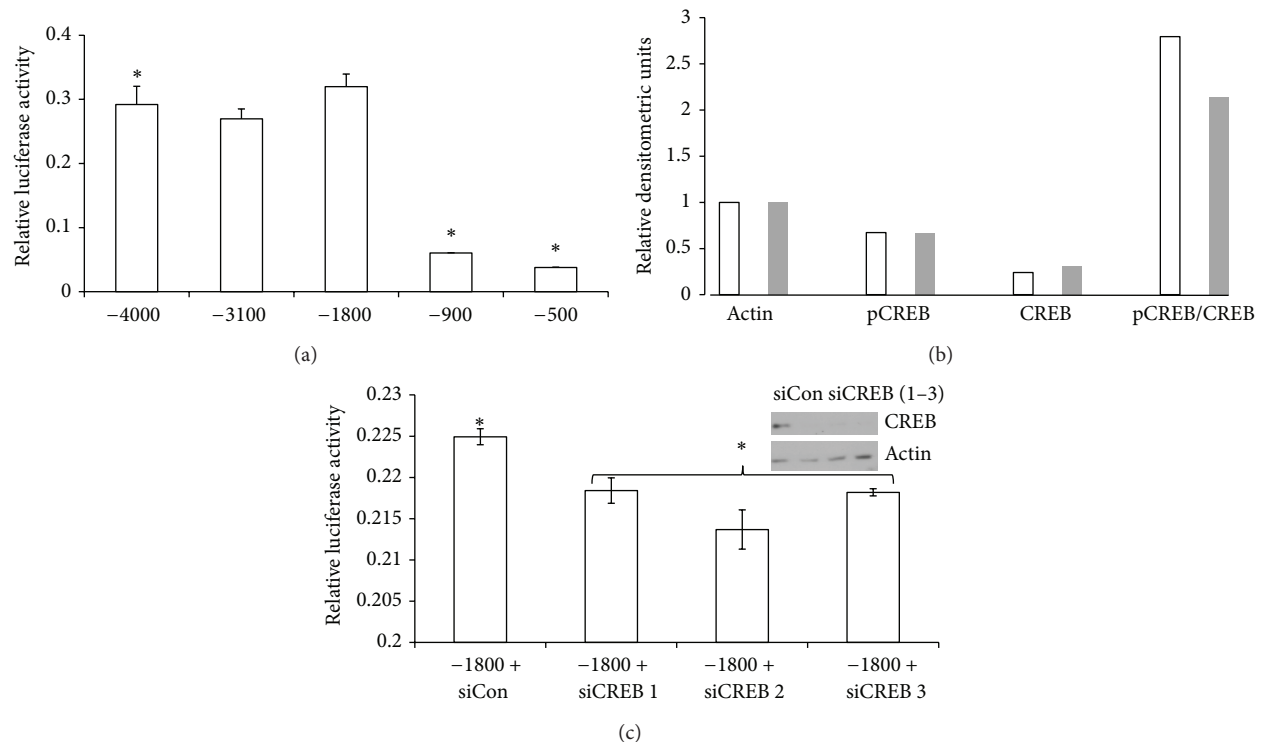 Relative luciferase activity
0.4
0.3
0.2
0.1
0
*
*
*
−4000 −3100 −1800 −900 −500
(a)
Relative densitometric units
3
2.5
2
1.5
1
0.5
0
Actin pCREB CREB pCREB/CREB
(b)
Relative luciferase activity
0.23
0.225
0.22
0.215
0.21
0.205
0.2
*
*
siCon siCREB (1–3)
CREB
Actin
−1800 + −1800 + −1800 + −1800 +
siCon siCREB 1 siCREB 2 siCREB 3
(c)